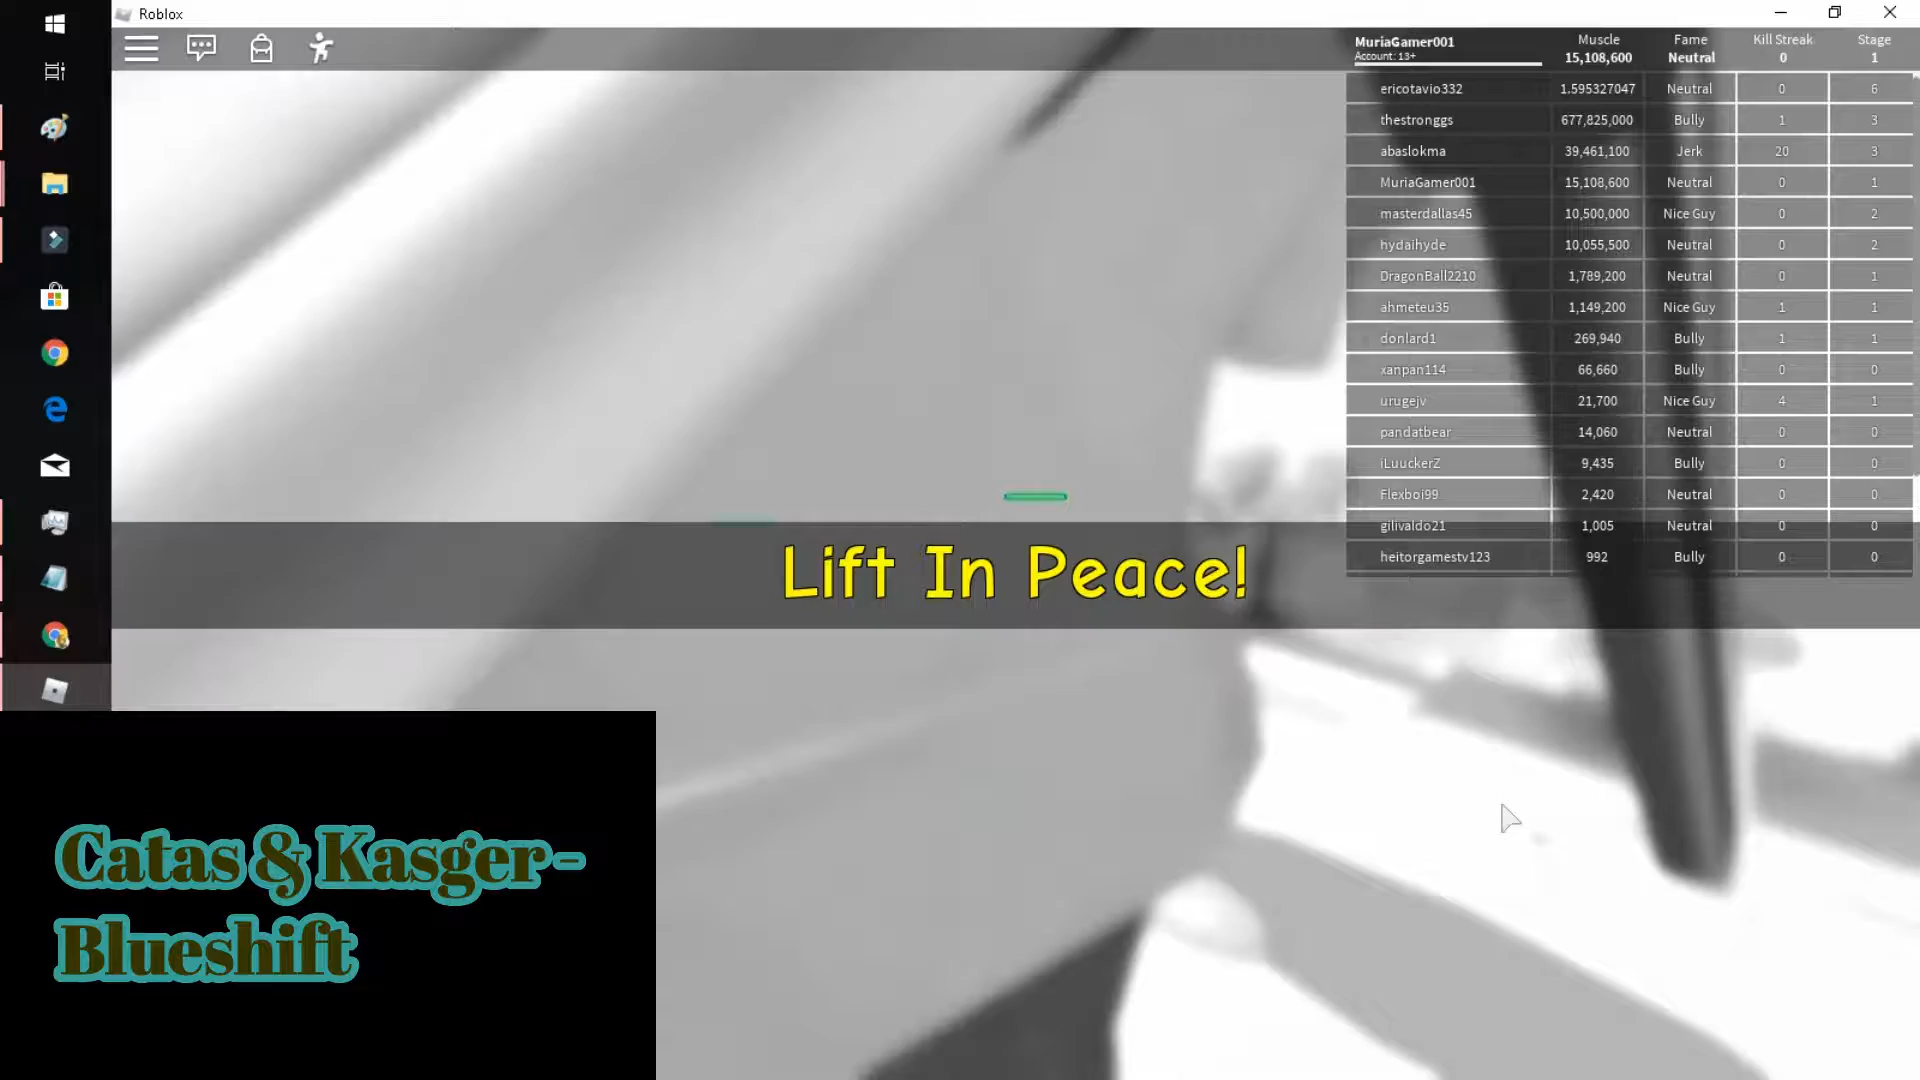 Roblox
MuriaGamer001
Account: 13+
Muscle
15,108,600
Fame
Neutral
Kill Streak
0
Stage
1
ericotavio332 1.595327047 Neutral 0 6
thestronggs 677,825,000 Bully 1 3
abaslokma 39,461,100 Jerk 20 3
MuriaGamer001 15,108,600 Neutral 0 1
masterdallas45 10,500,000 Nice Guy 0 2
hydaihyde 10,055,500 Neutral 0 2
DragonBall2210 1,789,200 Neutral 0 1
ahmeteu35 1,149,200 Nice Guy 1 1
donlard1 269,940 Bully 1 1
xanpan114 66,660 Bully 0 0
urugejv 21,700 Nice Guy 4 1
pandatbear 14,060 Neutral 0 0
iLuuckerZ 9,435 Bully 0 0
Flexboi99 2,420 Neutral 0 0
gilivaldo21 1,005 Neutral 0 0
heitorgamestv123 992 Bully 0 0
Lift In Peace!
Catas & Kasger -
Blueshift